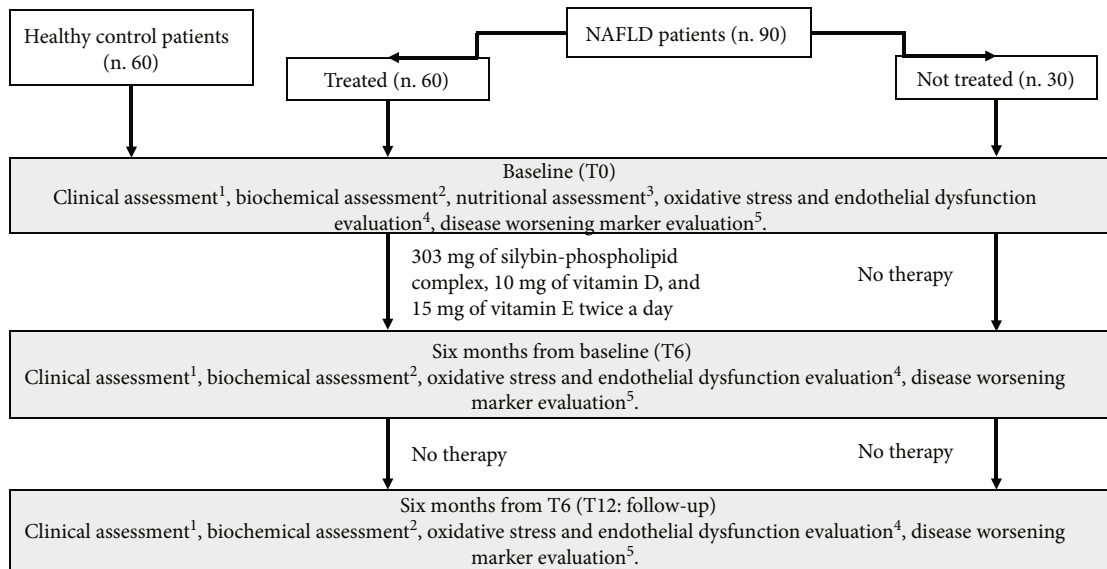 Healthy control patients
(n. 60)
NAFLD patients (n. 90)
Treated (n. 60)
Not treated (n. 30)
Baseline (T0)
Clinical assessment¹, biochemical assessment², nutritional assessment³, oxidative stress and endothelial dysfunction
evaluation⁴, disease worsening marker evaluation⁵.
303 mg of silybin-phospholipid
complex, 10 mg of vitamin D, and
15 mg of vitamin E twice a day
No therapy
Six months from baseline (T6)
Clinical assessment¹, biochemical assessment², oxidative stress and endothelial dysfunction evaluation⁴, disease worsening
marker evaluation⁵.
No therapy
No therapy
Six months from T6 (T12: follow-up)
Clinical assessment¹, biochemical assessment², oxidative stress and endothelial dysfunction evaluation⁴, disease worsening
marker evaluation⁵.